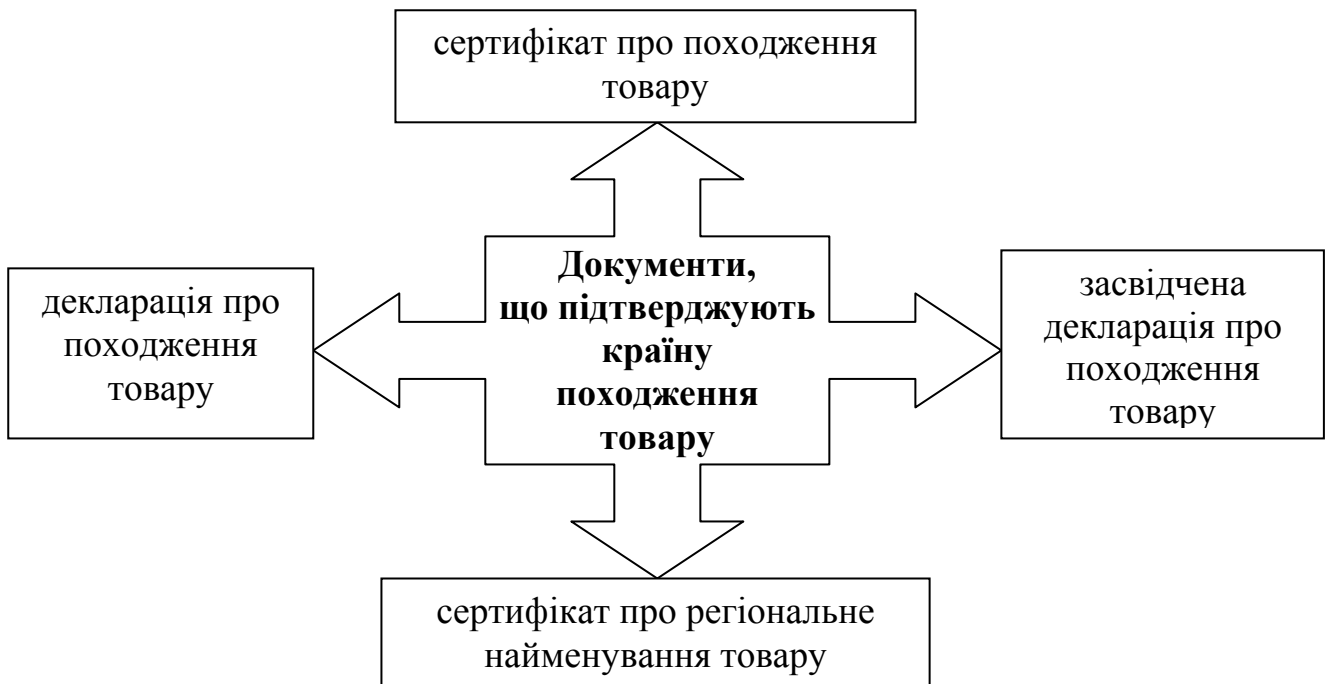 сертифікат про походження
товару
декларація про
походження
товару
Документи,
що підтверджують
країну
походження
товару
засвідчена
декларація про
походження
товару
сертифікат про регіональне
найменування товару